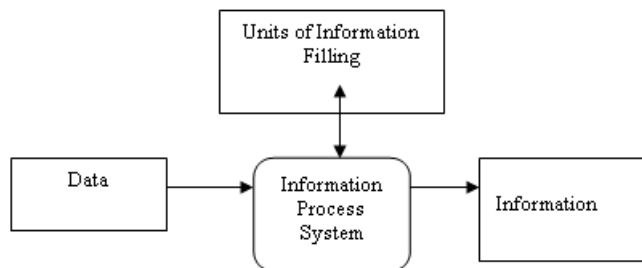 Units of Information
Filling
Data
Information
Process
System
Information